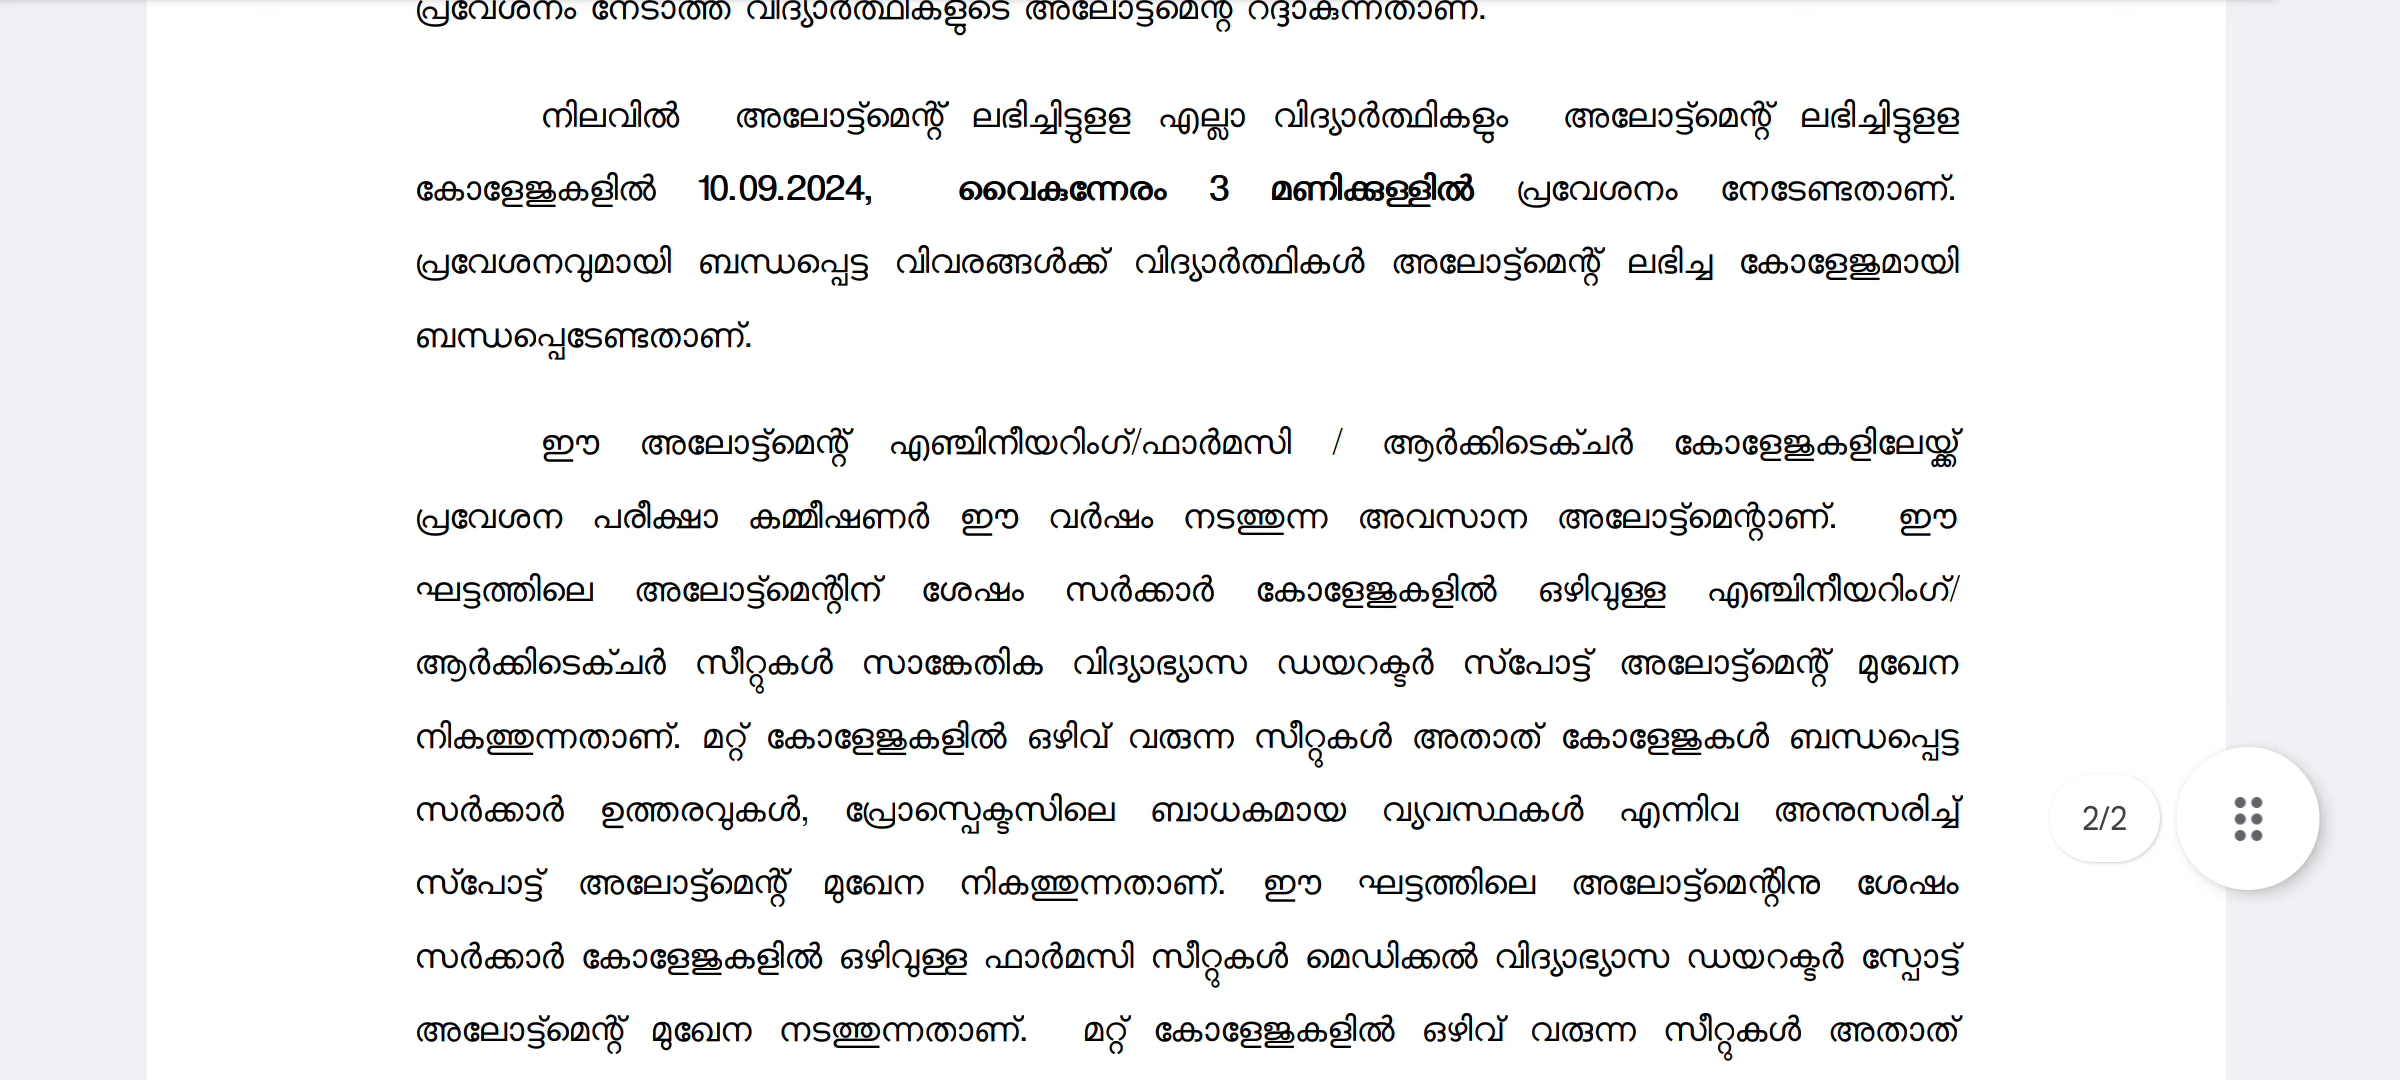 പ്രവേശനം നേടാത്ത വിദ്യാർത്ഥികളുടെ അലോട്ട്മെന്റ് റദ്ദാകുന്നതാണ്.
നിലവിൽ അലോട്ട്മെന്റ് ലഭിച്ചിട്ടുളള എല്ലാ വിദ്യാർത്ഥികളും അലോട്ട്മെന്റ് ലഭിച്ചിട്ടുളള
കോളേജുകളിൽ 10.09.2024, വൈകുന്നേരം 3 മണിക്കുള്ളിൽ പ്രവേശനം നേടേണ്ടതാണ്.
പ്രവേശനവുമായി ബന്ധപ്പെട്ട വിവരങ്ങൾക്ക് വിദ്യാർത്ഥികൾ അലോട്ട്മെന്റ് ലഭിച്ച കോളേജുമായി
ബന്ധപ്പെടേണ്ടതാണ്.
ഈ അലോട്ട്മെന്റ് എഞ്ചിനീയറിംഗ്/ഫാർമസി / ആർക്കിടെക്ചർ കോളേജുകളിലേയ്ക്ക്
പ്രവേശന പരീക്ഷാ കമ്മീഷണർ ഈ വർഷം നടത്തുന്ന അവസാന അലോട്ട്മെന്റാണ്. ഈ
ഘട്ടത്തിലെ അലോട്ട്മെന്റിന് ശേഷം സർക്കാർ കോളേജുകളിൽ ഒഴിവുള്ള എഞ്ചിനീയറിംഗ്/
ആർക്കിടെക്ചർ സീറ്റുകൾ സാങ്കേതിക വിദ്യാഭ്യാസ ഡയറക്ടർ സ്പോട്ട് അലോട്ട്മെന്റ് മുഖേന
നികത്തുന്നതാണ്. മറ്റ് കോളേജുകളിൽ ഒഴിവ് വരുന്ന സീറ്റുകൾ അതാത് കോളേജുകൾ ബന്ധപ്പെട്ട
സർക്കാർ ഉത്തരവുകൾ, പ്രോസ്പെക്ടസിലെ ബാധകമായ വ്യവസ്ഥകൾ എന്നിവ അനുസരിച്ച്
സ്പോട്ട് അലോട്ട്മെന്റ് മുഖേന നികത്തുന്നതാണ്. ഈ ഘട്ടത്തിലെ അലോട്ട്മെന്റിനു ശേഷം
സർക്കാർ കോളേജുകളിൽ ഒഴിവുള്ള ഫാർമസി സീറ്റുകൾ മെഡിക്കൽ വിദ്യാഭ്യാസ ഡയറക്ടർ സ്പോട്ട്
അലോട്ട്മെന്റ് മുഖേന നടത്തുന്നതാണ്. മറ്റ് കോളേജുകളിൽ ഒഴിവ് വരുന്ന സീറ്റുകൾ അതാത്
2/2